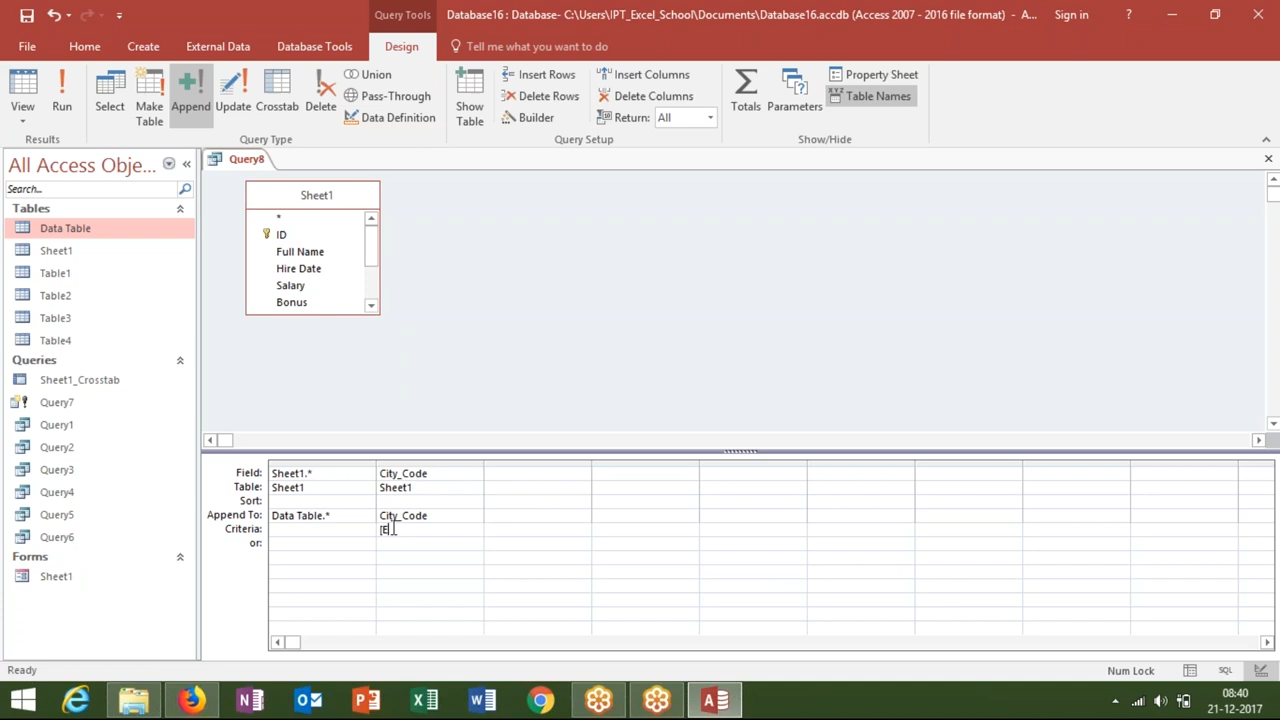 Query Tools
Database16 : Database- C:\Users\IPT_Excel_School\Documents\Database16.accdb (Access 2007 - 2016 file format) - A...
Sign in
?
File
Home
Create
External Data
Database Tools
Design
Tell me what you want to do
View
Run
Select
Make Table
Append
Update
Crosstab
Delete
Union
Pass-Through
Data Definition
Show Table
Insert Rows
Delete Rows
Builder
Insert Columns
Delete Columns
Return: All
Totals
Parameters
Property Sheet
Table Names
Results
Query Type
Query Setup
Show/Hide
All Access Obje...
Search...
Tables
Data Table
Sheet1
Table1
Table2
Table3
Table4
Queries
Sheet1_Crosstab
Query7
Query1
Query2
Query3
Query4
Query5
Query6
Forms
Sheet1
Query8
Sheet1
*
ID
Full Name
Hire Date
Salary
Bonus
Field: Sheet1.* City_Code
Table: Sheet1 Sheet1
Sort:
Append To: Data Table.* City_Code
Criteria: [E
or:
Ready
Num Lock
SQL
08:40
21-12-2017